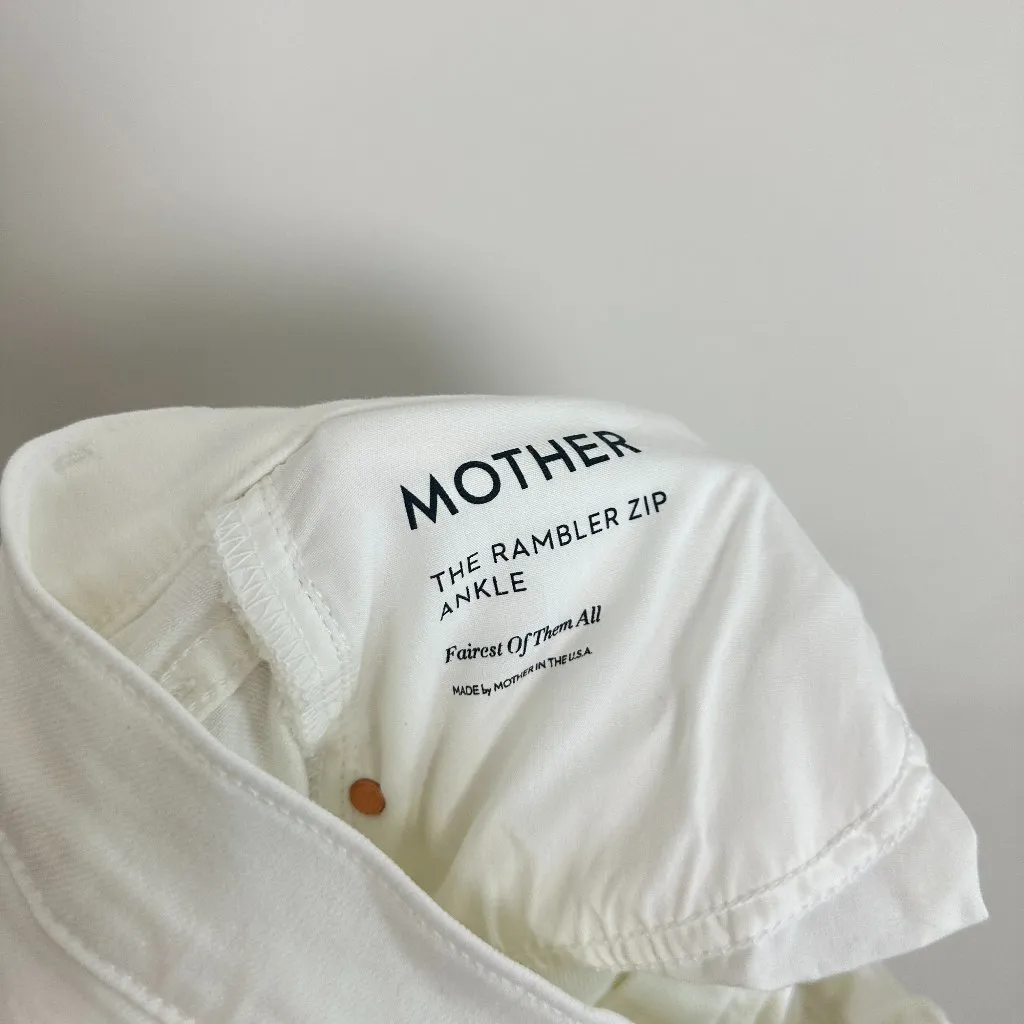 MOTHER
THE RAMBLER ZIP
ANKLE
Fairest Of Them All
MADE by MOTHER IN THE U.S.A.